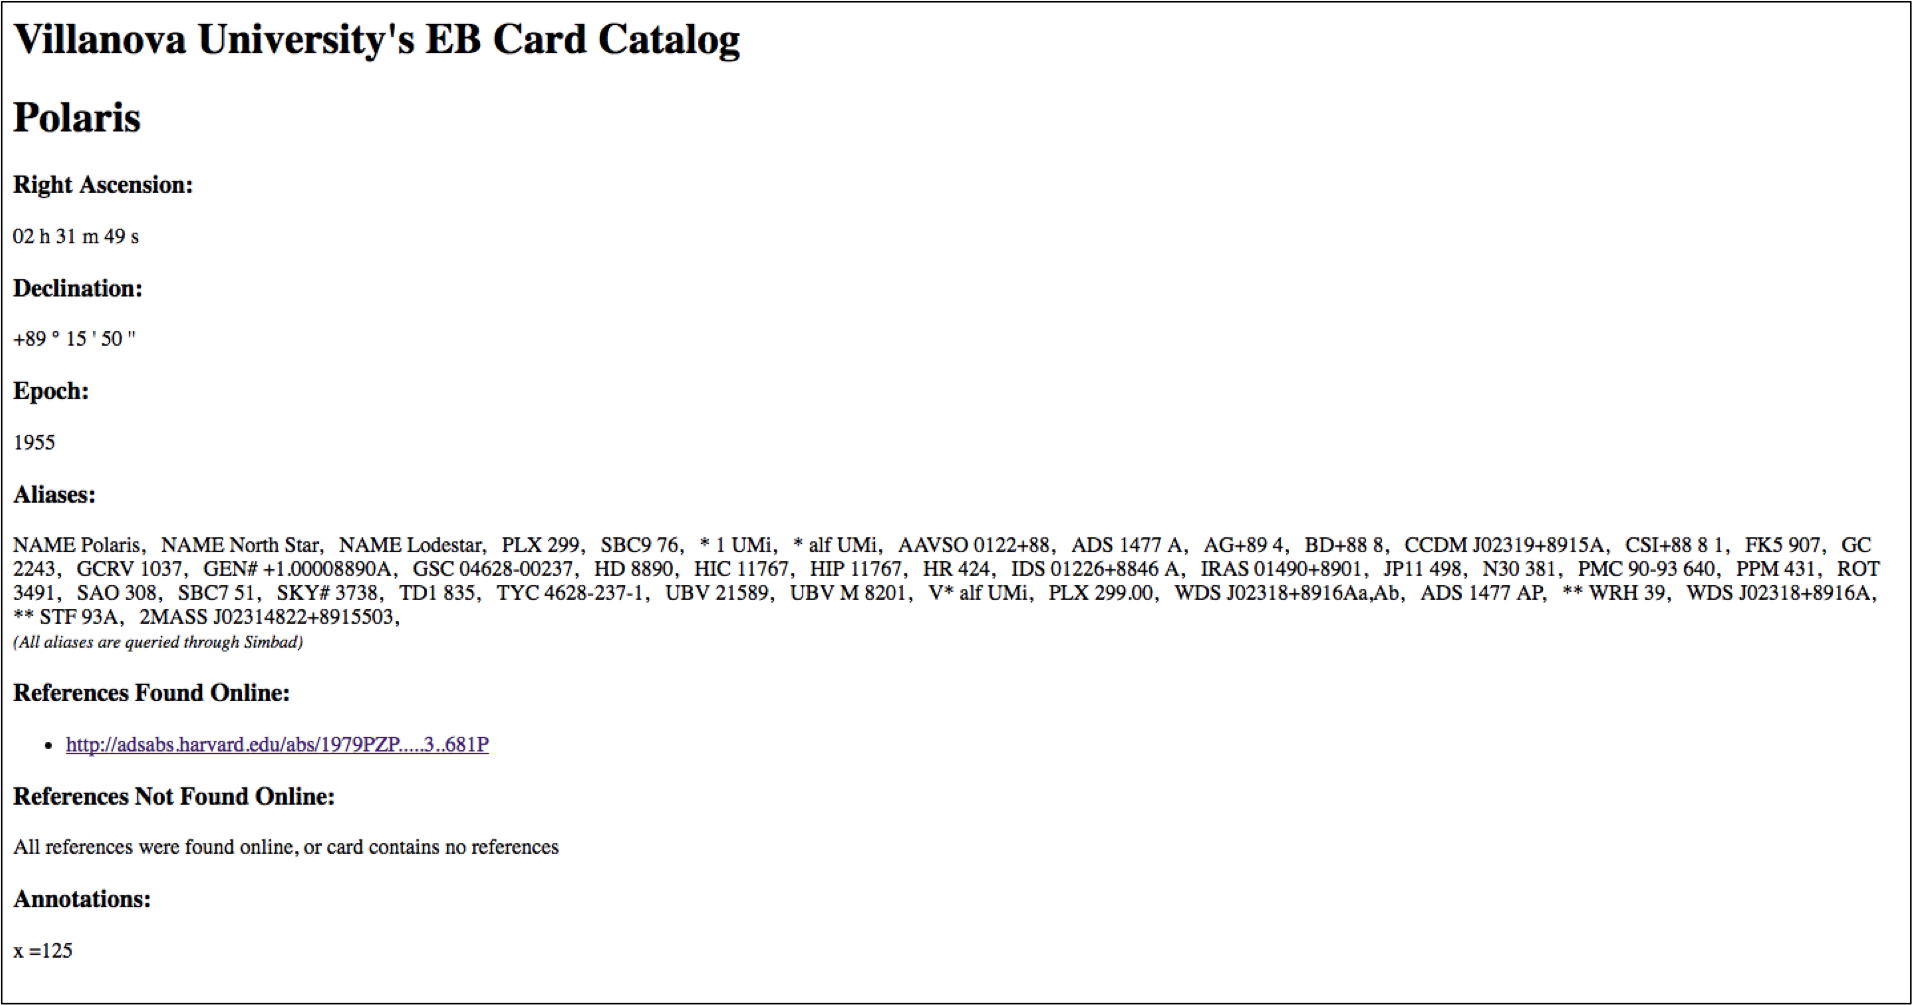 Villanova University's EB Card Catalog
Polaris
Right Ascension:
02 h 31 m 49 s
Declination:
+89 ° 15 ' 50 "
Epoch:
1955
Aliases:
NAME Polaris, NAME North Star, NAME Lodestar, PLX 299, SBC9 76, * 1 UMi, * alf UMi, AAVSO 0122+88, ADS 1477 A, AG+89 4, BD+88 8, CCDM J02319+8915A, CSI+88 8 1, FK5 907, GC
2243, GCRV 1037, GEN# +1.00008890A, GSC 04628-00237, HD 8890, HIC 11767, HIP 11767, HR 424, IDS 01226+8846 A, IRAS 01490+8901, JP11 498, N30 381, PMC 90-93 640, PPM 431, ROT
3491, SAO 308, SBC7 51, SKY# 3738, TD1 835, TYC 4628-237-1, UBV 21589, UBV M 8201, V* alf UMi, PLX 299.00, WDS J02318+8916Aa,Ab, ADS 1477 AP, ** WRH 39, WDS J02318+8916A,
** STF 93A, 2MASS J02314822+8915503,
(All aliases are queried through Simbad)
References Found Online:
• http://adsabs.harvard.edu/abs/1979PZP.....3..681P
References Not Found Online:
All references were found online, or card contains no references
Annotations:
x =125